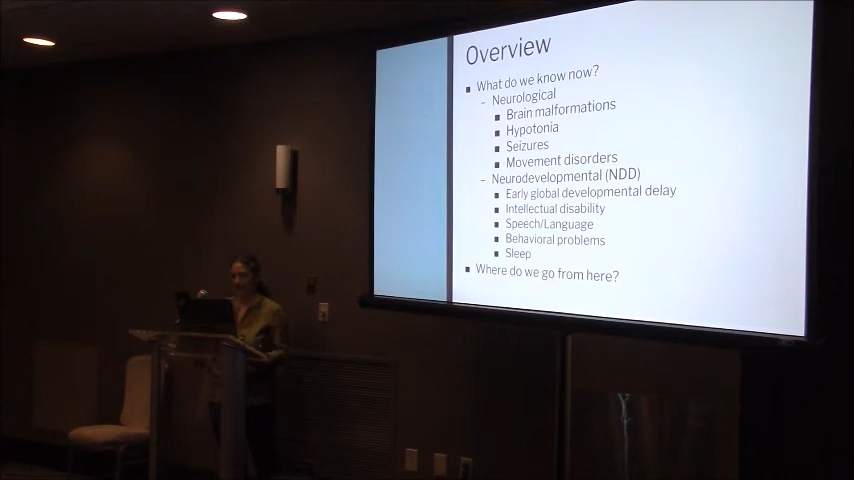 Overview
■ What do we know now?
– Neurological
■ Brain malformations
■ Hypotonia
■ Seizures
■ Movement disorders
– Neurodevelopmental (NDD)
■ Early global developmental delay
■ Intellectual disability
■ Speech/Language
■ Behavioral problems
■ Sleep
■ Where do we go from here?